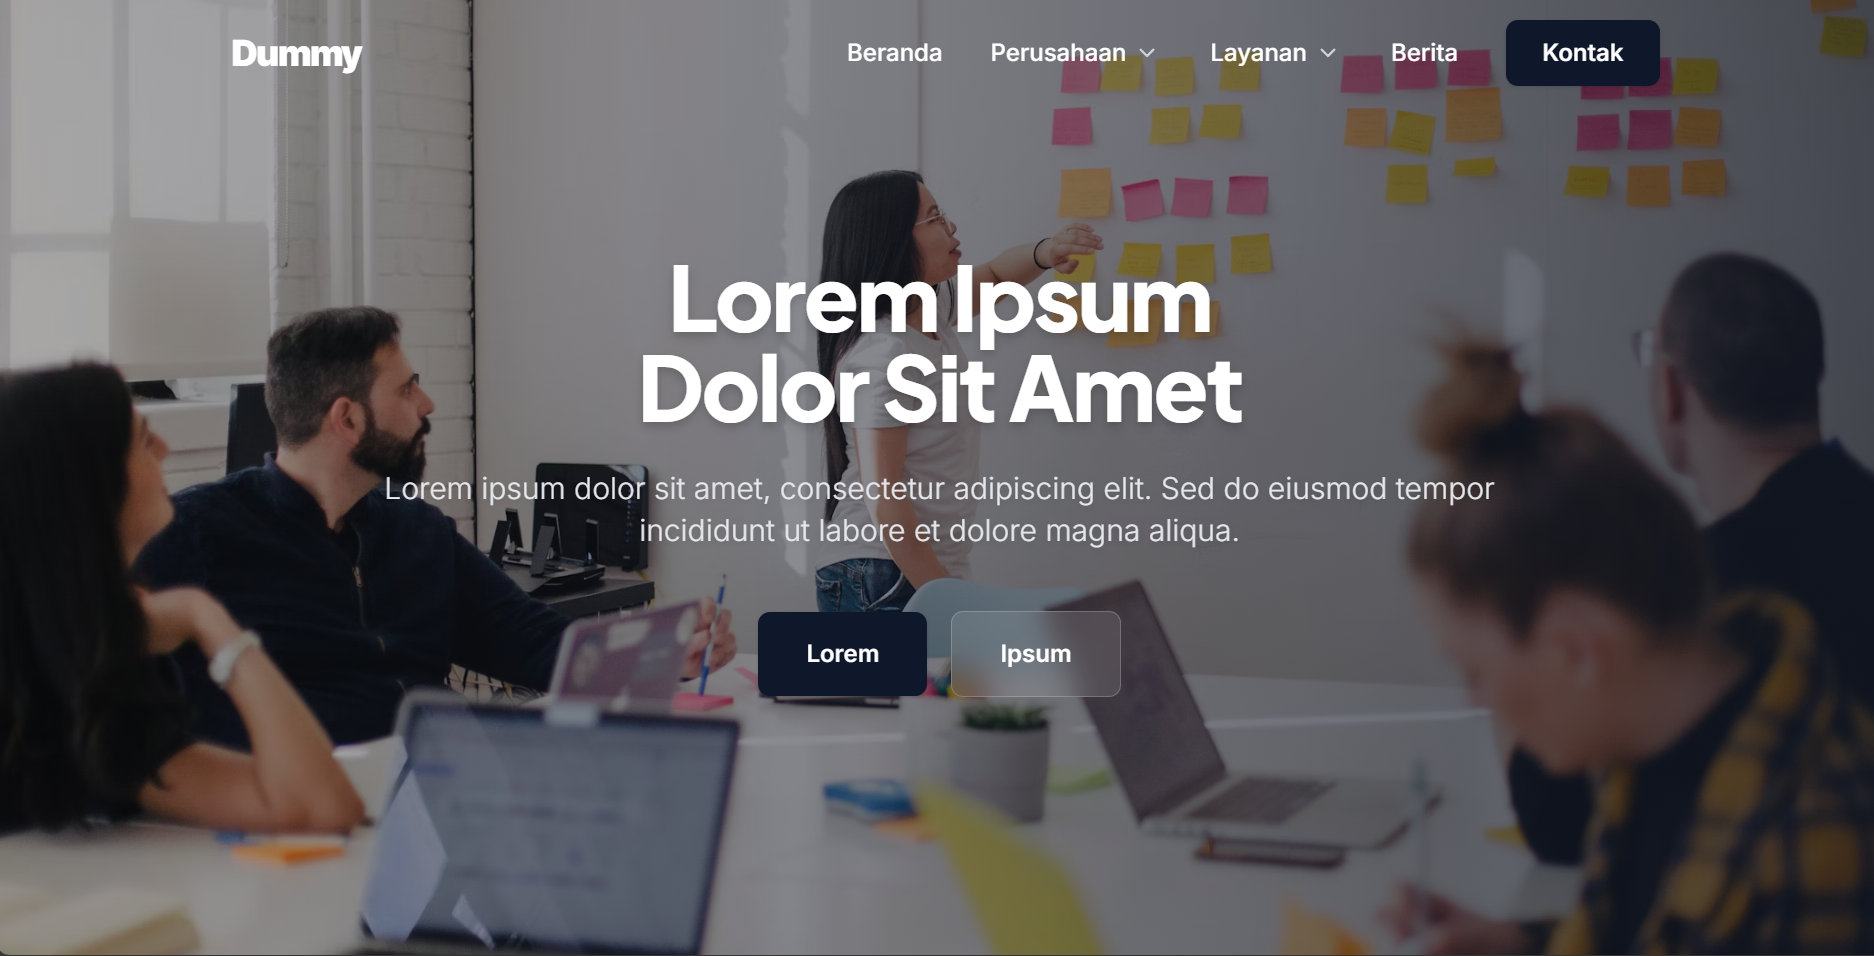 Dummy
Beranda
Perusahaan
Layanan
Berita
Kontak
Lorem Ipsum
Dolor Sit Amet
Lorem ipsum dolor sit amet, consectetur adipiscing elit. Sed do eiusmod tempor
incididunt ut labore et dolore magna aliqua.
Lorem
Ipsum